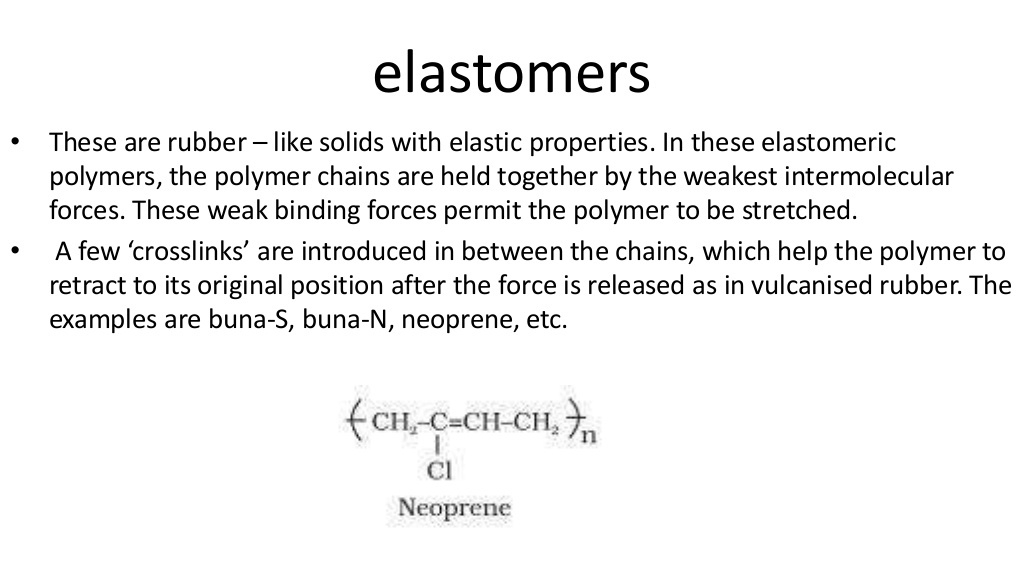 elastomers
• These are rubber – like solids with elastic properties. In these elastomeric
polymers, the polymer chains are held together by the weakest intermolecular
forces. These weak binding forces permit the polymer to be stretched.
• A few ‘crosslinks’ are introduced in between the chains, which help the polymer to
retract to its original position after the force is released as in vulcanised rubber. The
examples are buna-S, buna-N, neoprene, etc.
(CH₂–C=CH–CH₂)n
Cl
Neoprene